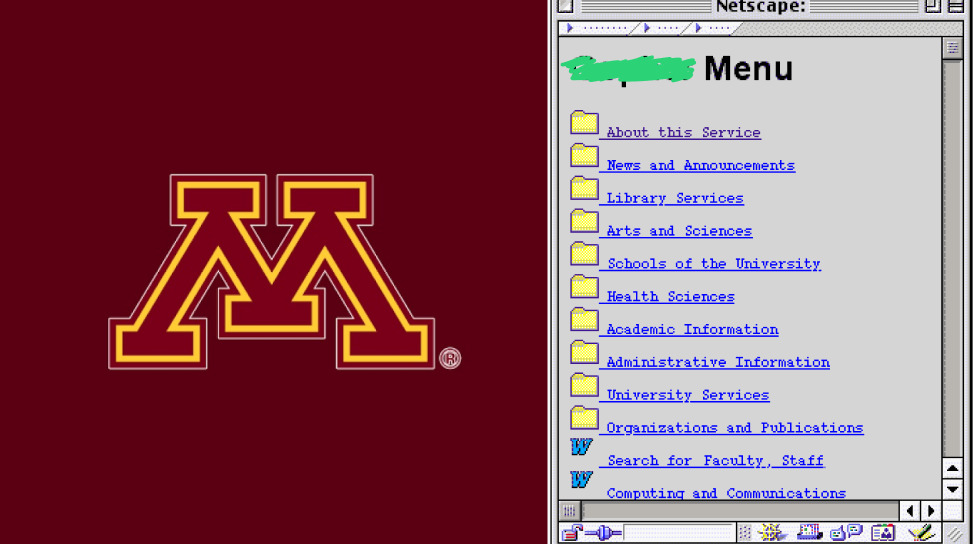 M
®
Netscape:
Menu
About this Service
News and Announcements
Library Services
Arts and Sciences
Schools of the University
Health Sciences
Academic Information
Administrative Information
University Services
Organizations and Publications
W Search for Faculty, Staff
W Computing and Communications